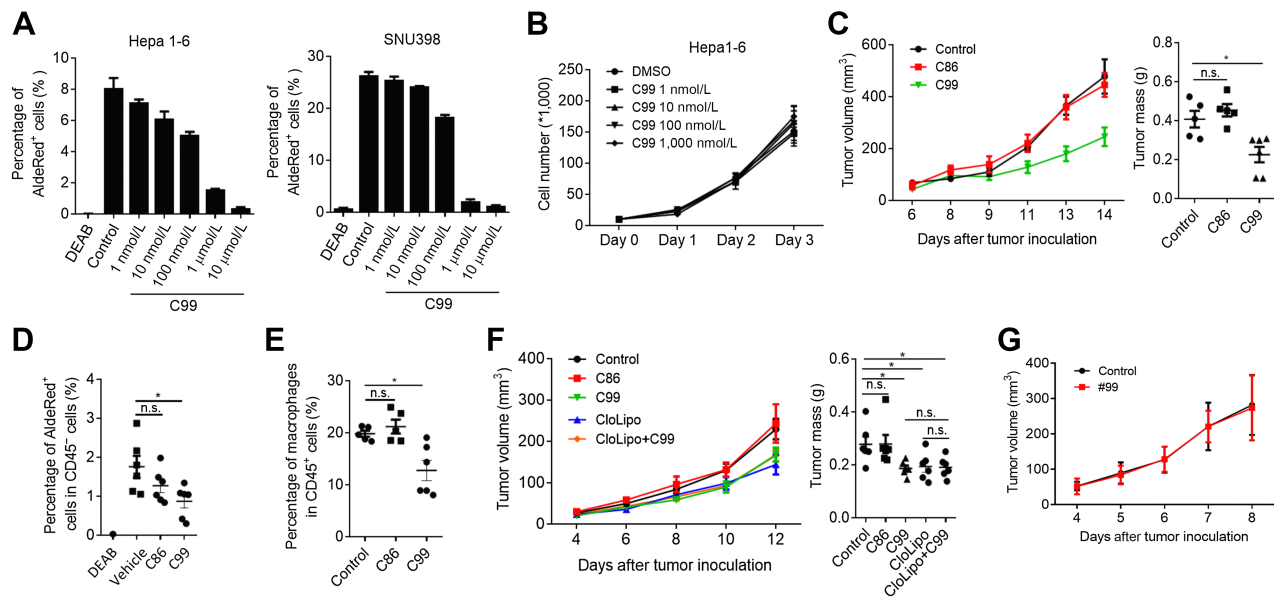 A
Hepa 1-6
Percentage of
AldeRed⁺ cells (%)
10
8
6
4
2
0
DEAB
Control
1 nmol/L
10 nmol/L
100 nmol/L
1 μmol/L
10 μmol/L
C99
SNU398
Percentage of
AldeRed⁺ cells (%)
30
20
10
0
DEAB
Control
1 nmol/L
10 nmol/L
100 nmol/L
1 μmol/L
10 μmol/L
C99
B
Hepa1-6
Cell number (*1,000)
250
200
150
100
50
0
DMSO
C99 1 nmol/L
C99 10 nmol/L
C99 100 nmol/L
C99 1,000 nmol/L
Day 0
Day 1
Day 2
Day 3
C
Tumor volume (mm³)
600
400
200
0
Control
C86
C99
6
8
9
11
13
14
Days after tumor inoculation
Tumor mass (g)
0.8
0.6
0.4
0.2
0.0
*
n.s.
Control
C86
C99
D
Percentage of AldeRed⁺
cells in CD45⁻ cells (%)
4
3
2
1
0
*
n.s.
DEAB
Vehicle
C86
C99
E
Percentage of macrophages
in CD45⁺ cells (%)
30
20
10
0
*
n.s.
Control
C86
C99
F
Tumor volume (mm³)
400
300
200
100
0
Control
C86
C99
CloLipo
CloLipo+C99
4
6
8
10
12
Days after tumor inoculation
Tumor mass (g)
0.6
0.4
0.2
0.0
*
*
*
n.s.
n.s.
n.s.
Control
C86
C99
CloLipo
CloLipo+C99
G
Tumor volume (mm³)
400
300
200
100
0
Control
#99
4
5
6
7
8
Days after tumor inoculation